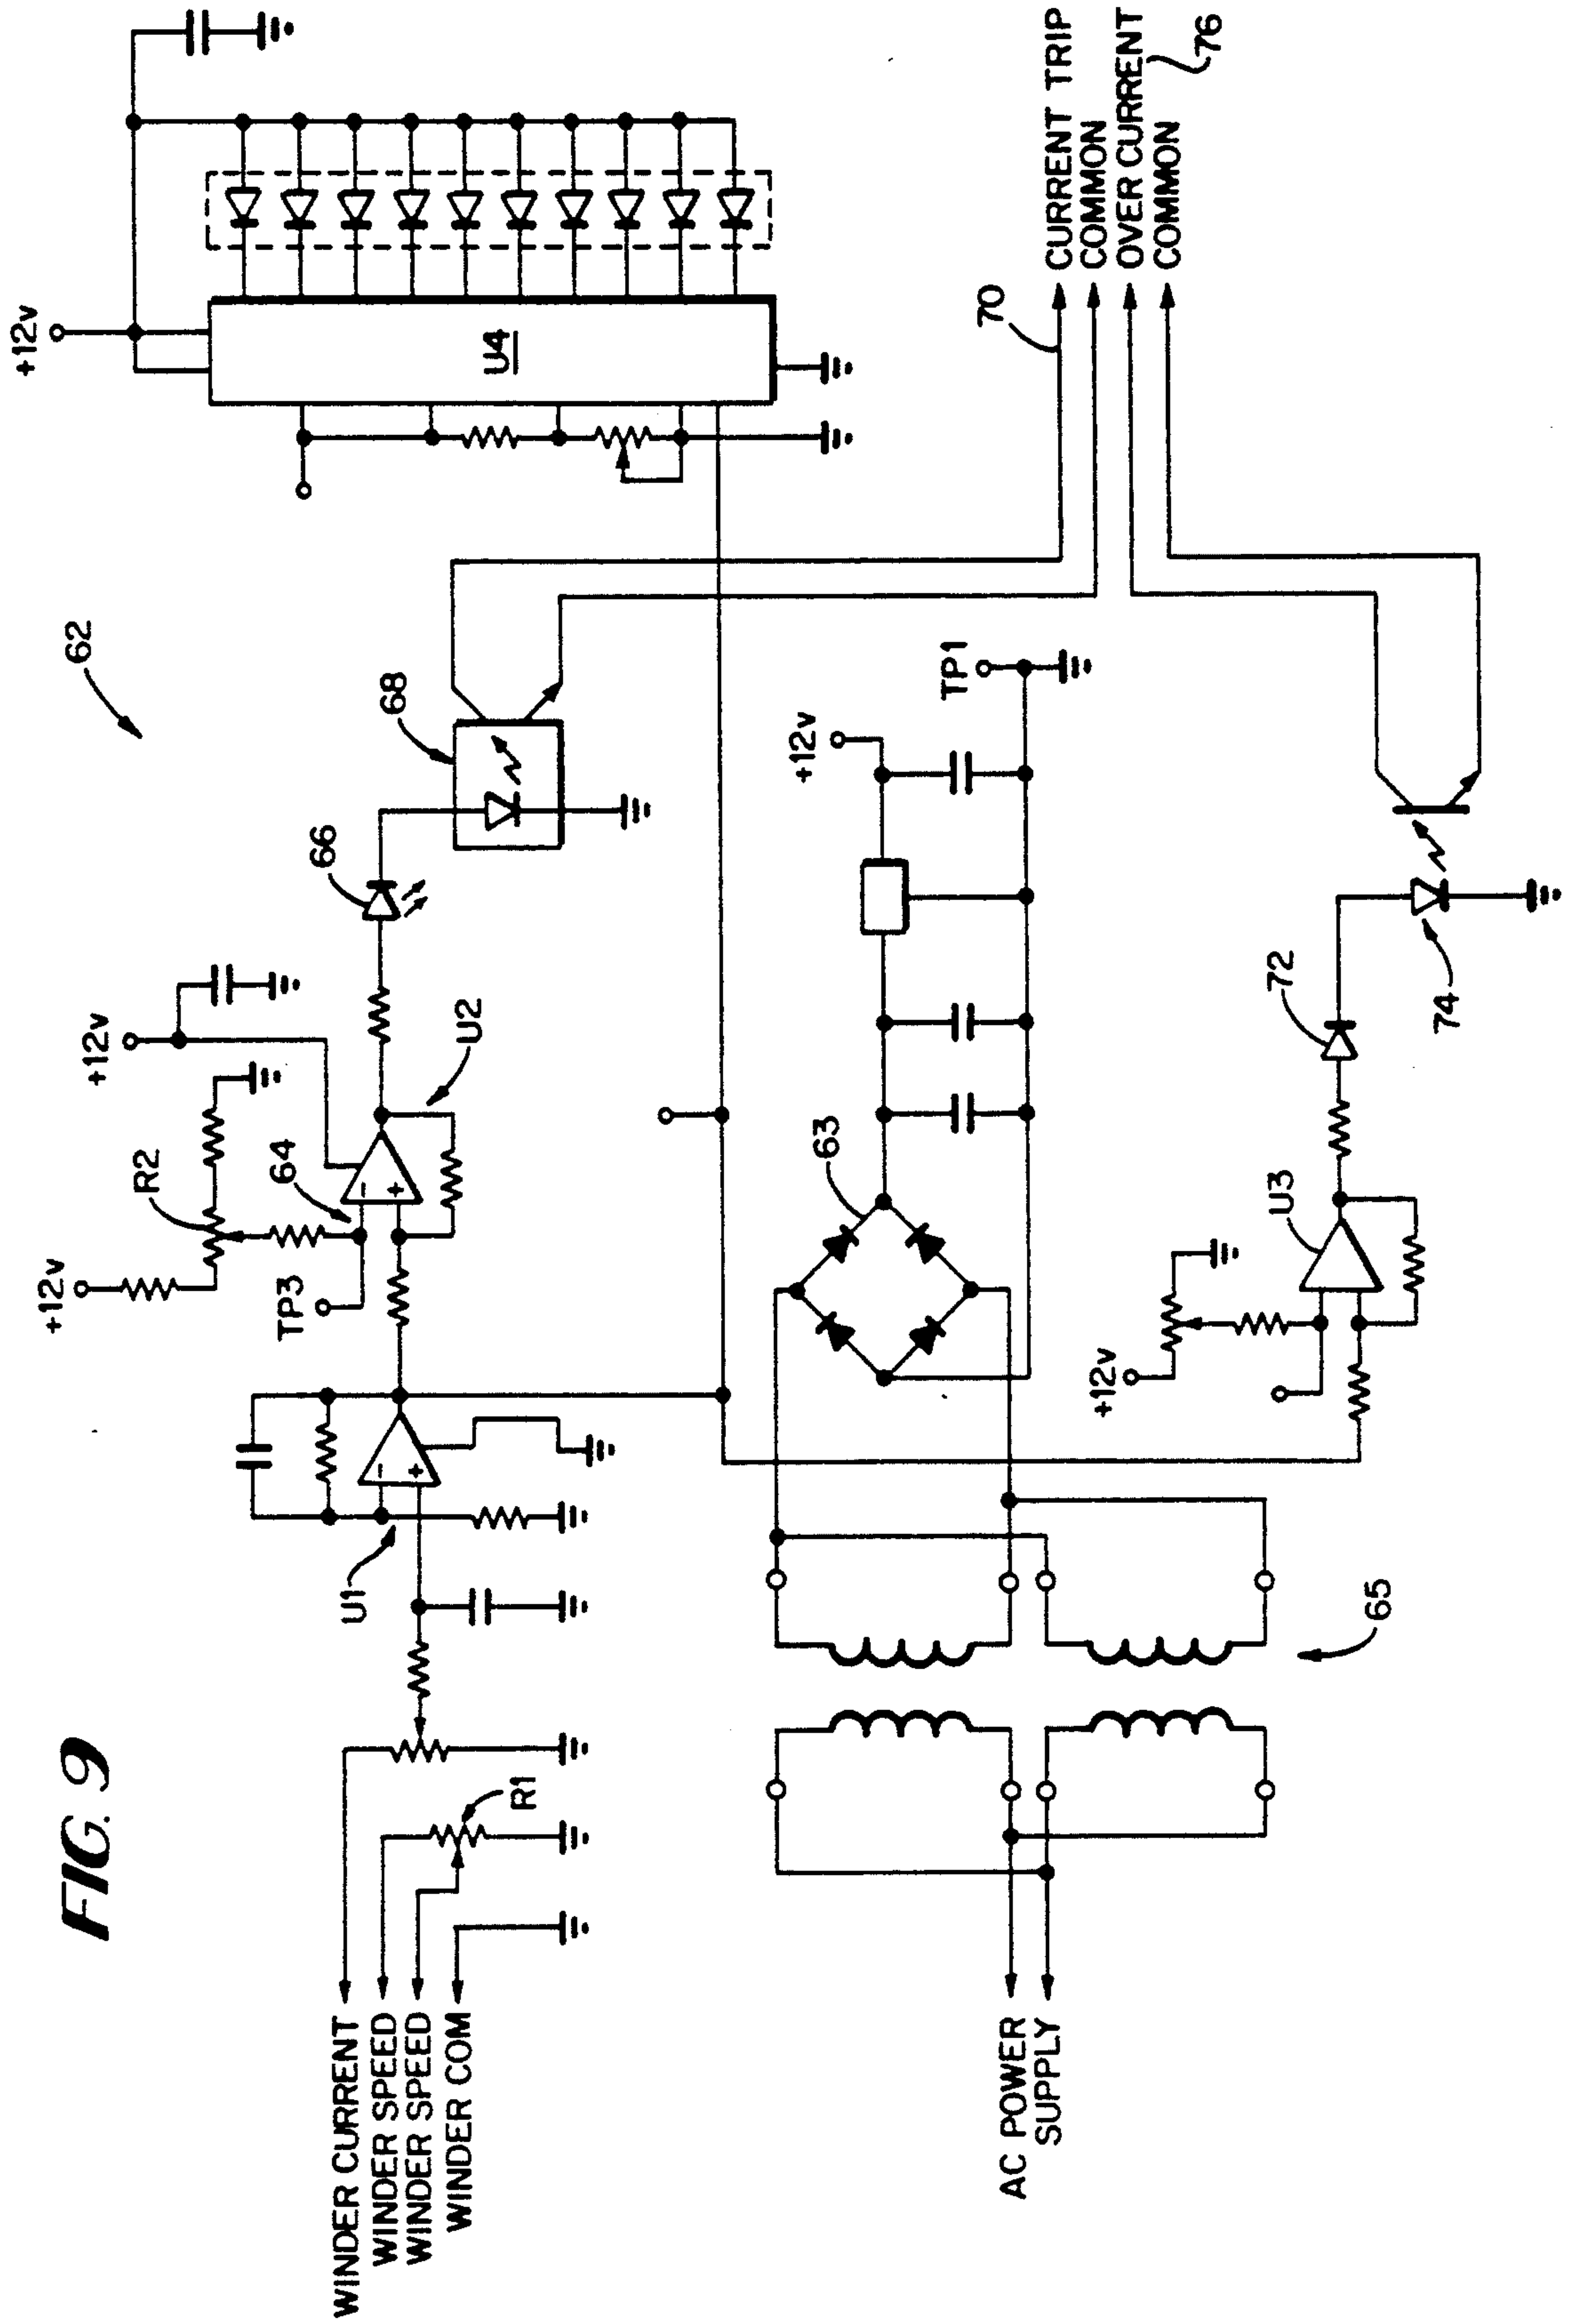 FIG. 9
WINDER CURRENT
WINDER SPEED
WINDER SPEED
WINDER COM
R1
U1
+12v
R2
TP3
64
+12v
U2
66
68
62
+12v
U4
70
CURRENT TRIP
COMMON
OVER CURRENT
COMMON
76
AC POWER
SUPPLY
65
63
+12v
TP1
+12v
U3
72
74